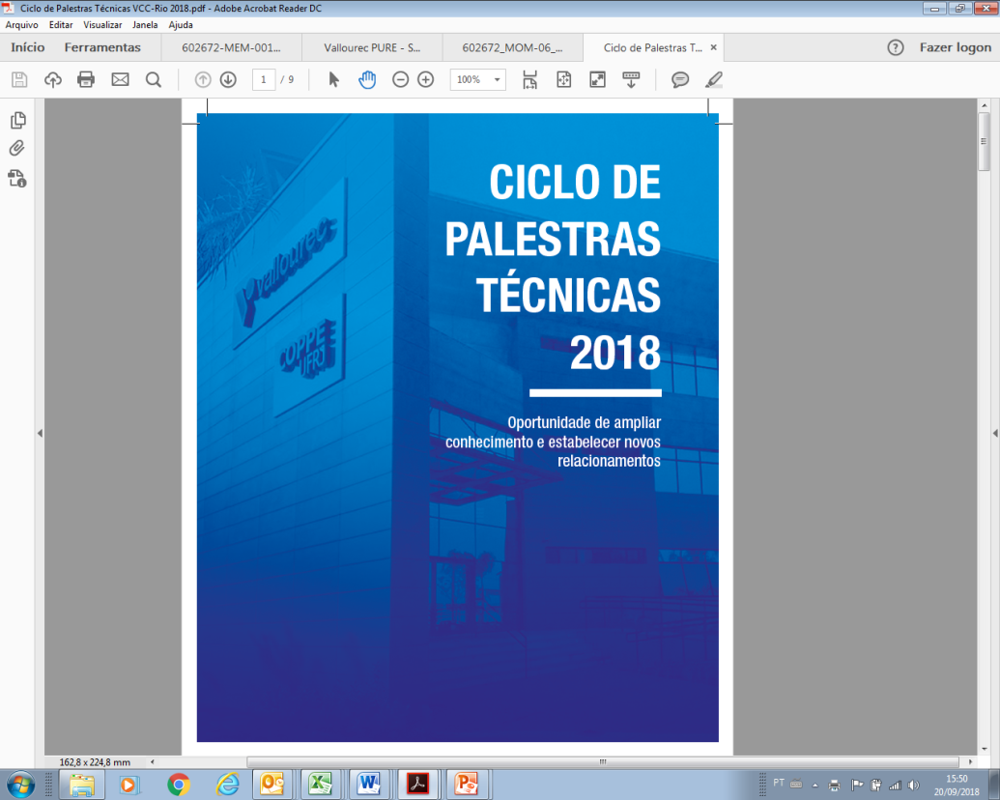 Ciclo de Palestras Técnicas VCC-Rio 2018.pdf - Adobe Acrobat Reader DC
Arquivo Editar Visualizar Janela Ajuda
Início Ferramentas 602672-MEM-001... Vallourec PURE - S... 602672_MOM-06_... Ciclo de Palestras T... × ? Fazer logon
1 / 9 100%
CICLO DE
PALESTRAS
TÉCNICAS
2018
vallourec
COPPE
UFRJ
Oportunidade de ampliar
conhecimento e estabelecer novos
relacionamentos
162,8 x 224,8 mm
PT
15:50
20/09/2018